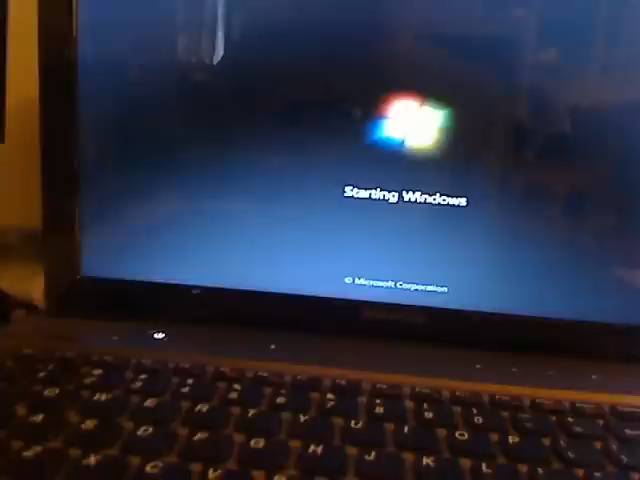 Starting Windows
© Microsoft Corporation
W E R T Y U I O P
A S D F G H J K L
Z X C V